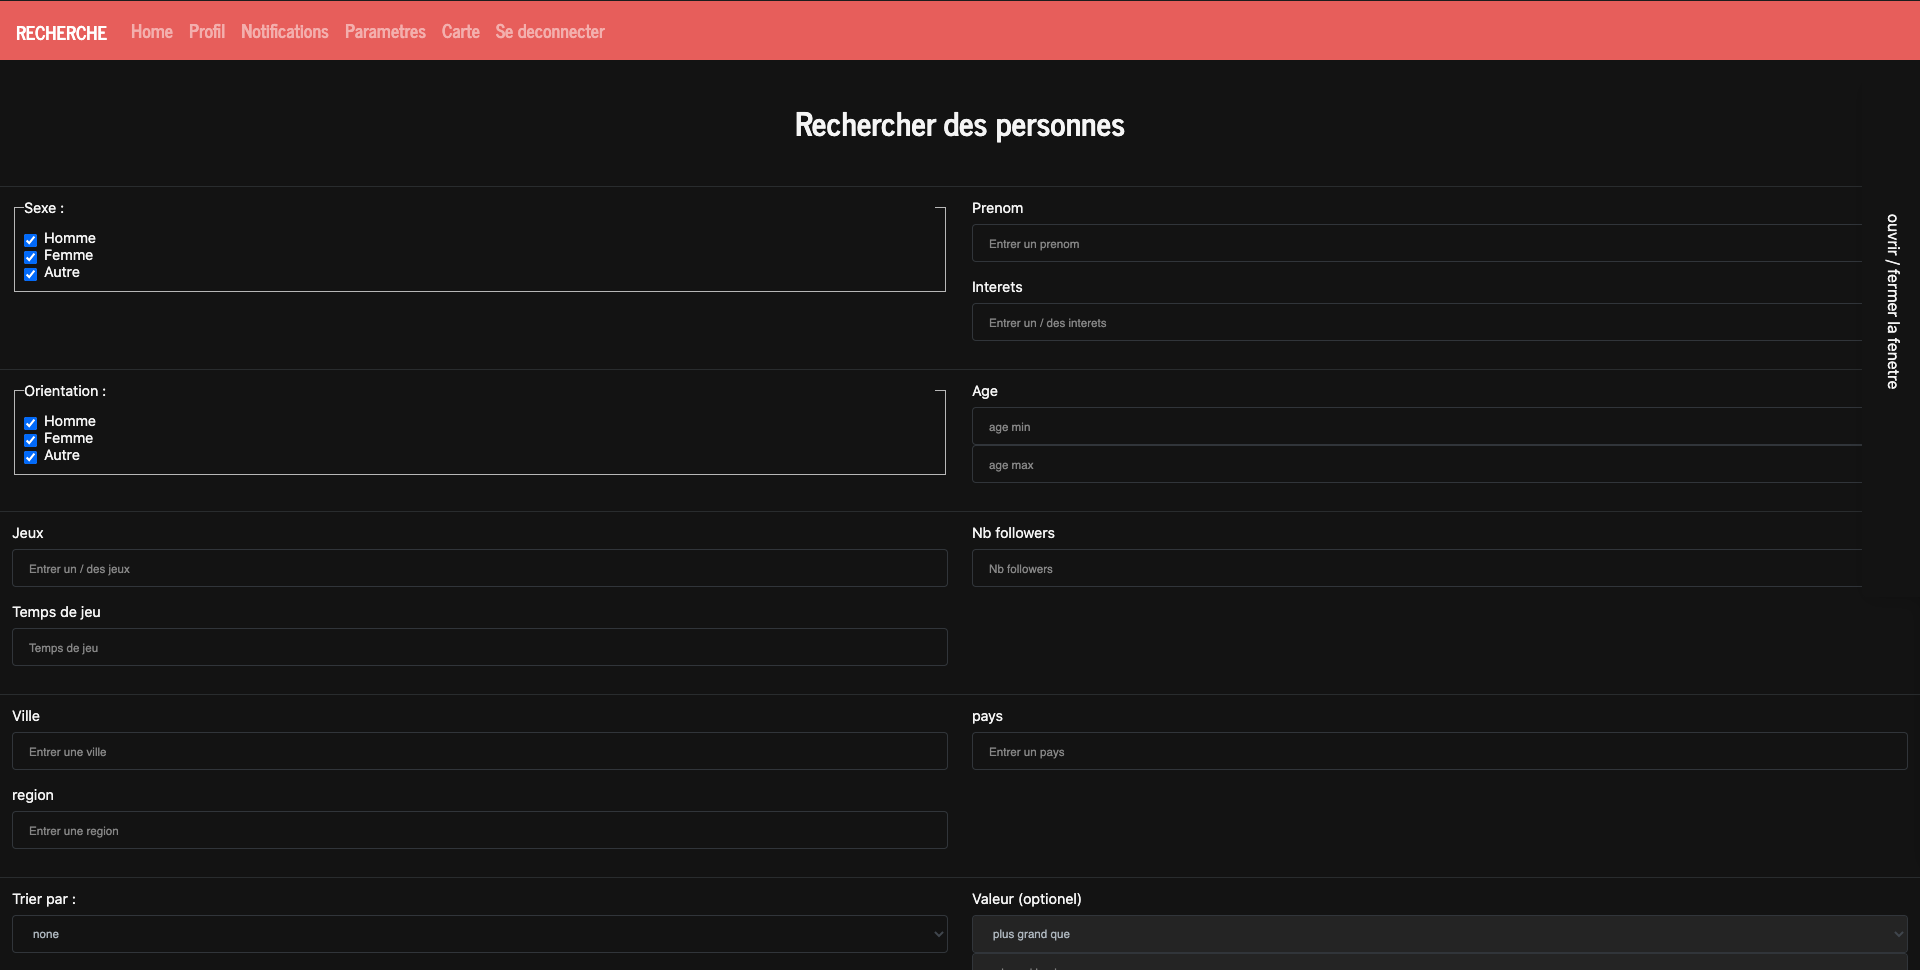 RECHERCHE Home Profil Notifications Parametres Carte Se deconnecter
Rechercher des personnes
Sexe :
Homme
Femme
Autre
Prenom
Entrer un prenom
Interets
Entrer un / des interets
ouvrir / fermer la fenetre
Orientation :
Homme
Femme
Autre
Age
age min
age max
Jeux
Entrer un / des jeux
Temps de jeu
Temps de jeu
Nb followers
Nb followers
Ville
Entrer une ville
region
Entrer une region
pays
Entrer un pays
Trier par :
none
Valeur (optionel)
plus grand que